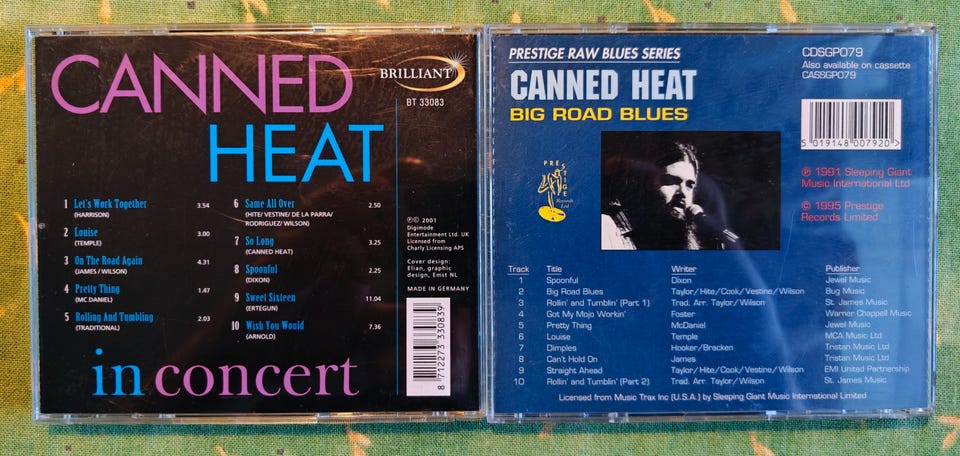 CANNED
HEAT
BRILLIANT
BT 33083
1 Let's Work Together 3.54
(HARRISON)
2 Louise 3.00
(TEMPLE)
3 On The Road Again 4.31
(JAMES / WILSON)
4 Pretty Thing 1.47
(MC DANIEL)
5 Rolling And Tumbling 2.03
(TRADITIONAL)
6 Same All Over 2.50
(HITE/ VESTINE/ DE LA PARRA/
RODRIGUEZ/ WILSON)
7 So Long 3.25
(CANNED HEAT)
8 Spoonful 2.25
(DIXON)
9 Sweet Sixteen 11.04
(ERTEGUN)
10 Wish You Would 7.36
(ARNOLD)
℗© 2001
Digimode
Entertainment Ltd. UK
Licensed from
Charly Licensing APS
Cover design:
Elian, graphic
design, Emst NL
MADE IN GERMANY
8 712273 330839
in concert
PRESTIGE RAW BLUES SERIES
CANNED HEAT
BIG ROAD BLUES
CDSGP079
Also available on cassette
CASSGP079
5 019148 007920 >
PRESTIGE
Records
Ltd
℗ 1991 Sleeping Giant
Music International Ltd
© 1995 Prestige
Records Limited
Track Title Writer Publisher
1 Spoonful Dixon Jewel Music
2 Big Road Blues Taylor/Hite/Cook/Vestine/Wilson Bug Music
3 Rollin' and Tumblin' (Part 1) Trad. Arr. Taylor/Wilson St. James Music
4 Got My Mojo Workin' Foster Warner Chappell Music
5 Pretty Thing McDaniel Jewel Music
6 Louise Temple MCA Music Ltd
7 Dimples Hooker/Bracken Tristan Music Ltd
8 Can't Hold On James Tristan Music Ltd
9 Straight Ahead Taylor/Hite/Cook/Vestine/Wilson EMI United Partnership
10 Rollin' and Tumblin' (Part 2) Trad. Arr. Taylor/Wilson St. James Music
Licensed from Music Trax Inc (U.S.A.) by Sleeping Giant Music International Limited